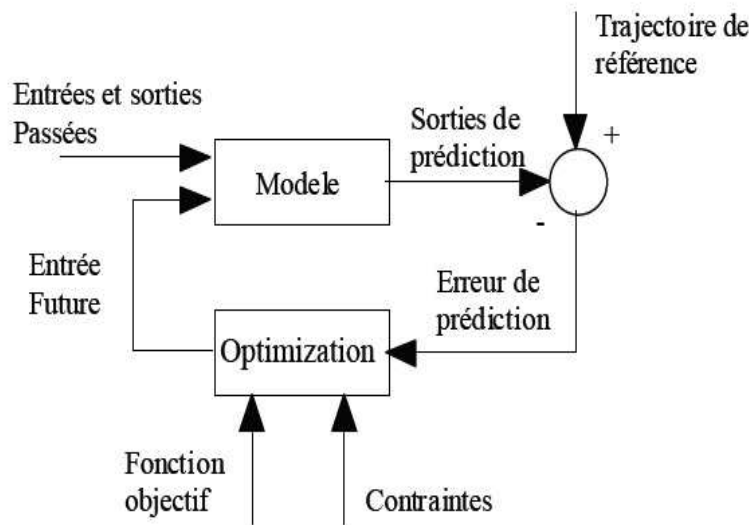 Trajectoire de
référence
Entrées et sorties
Passées
Sorties de
prédiction
+
Modele
-
Entrée
Future
Erreur de
prédiction
Optimization
Fonction
objectif
Contraintes